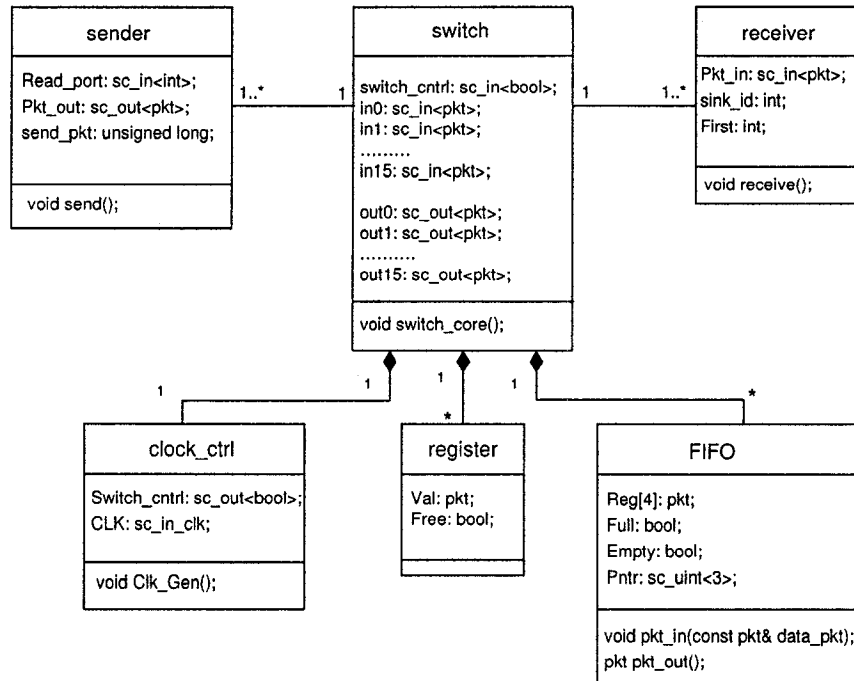 sender
Read_port: sc_in<int>;
Pkt_out: sc_out<pkt>;
send_pkt: unsigned long;
void send();
1..*
1
switch
switch_cntrl: sc_in<bool>;
in0: sc_in<pkt>;
in1: sc_in<pkt>;
.........
in15: sc_in<pkt>;
out0: sc_out<pkt>;
out1: sc_out<pkt>;
..........
out15: sc_out<pkt>;
void switch_core();
1
1..*
receiver
Pkt_in: sc_in<pkt>;
sink_id: int;
First: int;
void receive();
1
1
1
*
1
*
clock_ctrl
Switch_cntrl: sc_out<bool>;
CLK: sc_in_clk;
void Clk_Gen();
register
Val: pkt;
Free: bool;
FIFO
Reg[4]: pkt;
Full: bool;
Empty: bool;
Pntr: sc_uint<3>;
void pkt_in(const pkt& data_pkt);
pkt pkt_out();